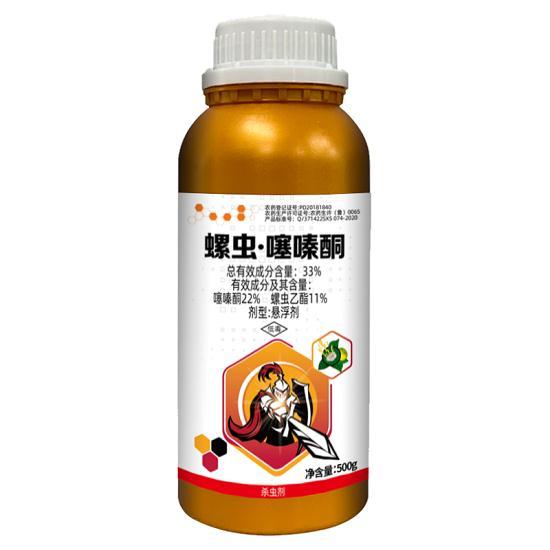 农药登记证号:PD20181840
农药生产许可证号:农药生许（鲁）0065
产品标准号：Q/371422SXS 074-2020
螺虫·噻嗪酮
总有效成分含量：33%
有效成分及其含量：
噻嗪酮22% 螺虫乙酯11%
剂型:悬浮剂
低毒
净含量:500g
杀虫剂